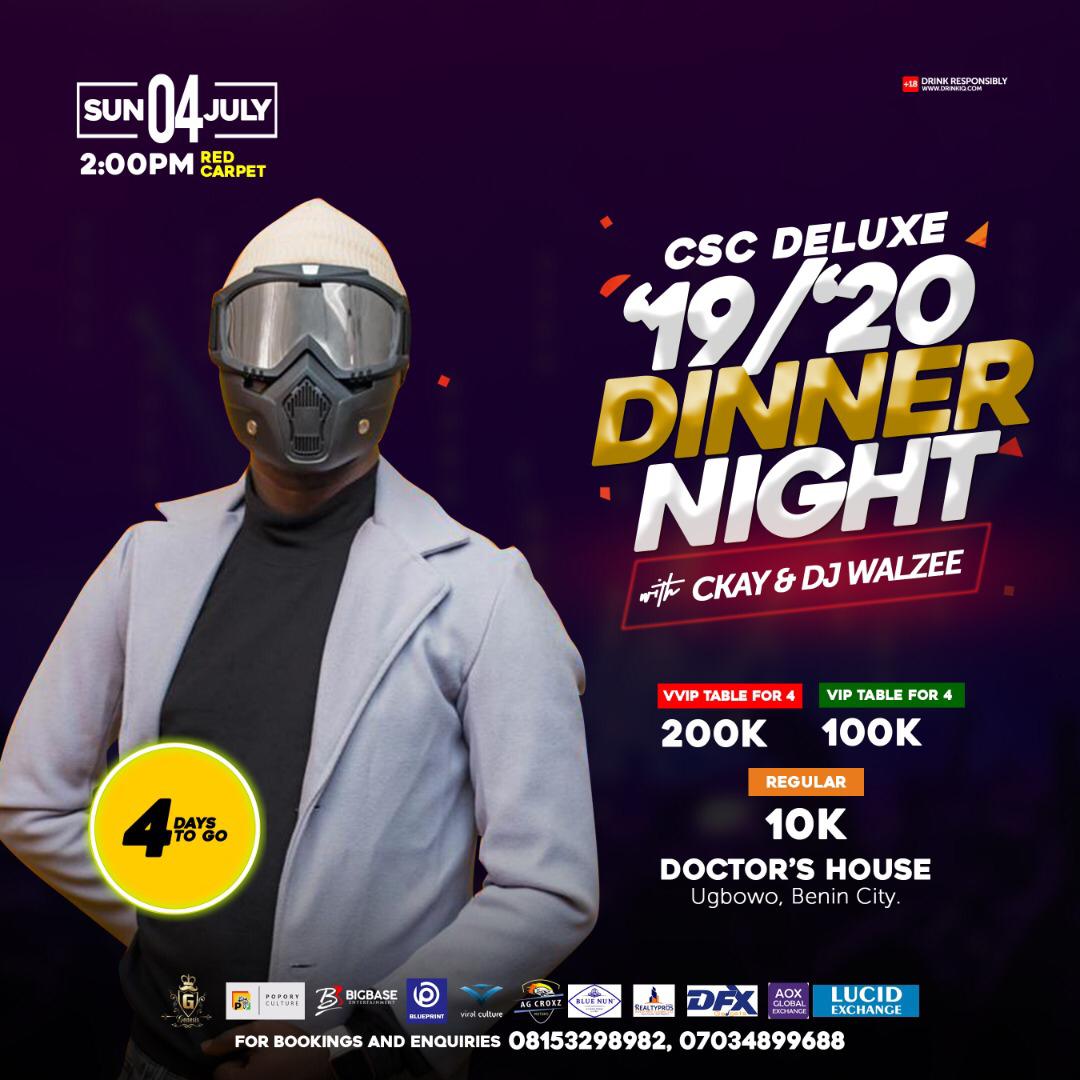 SUN 04 JULY
2:00PM RED CARPET
+18 DRINK RESPONSIBLY
WWW.DRINKIQ.COM
CSC DELUXE
'19/'20
DINNER
NIGHT
with CKAY & DJ WALZEE
VVIP TABLE FOR 4
200K
VIP TABLE FOR 4
100K
REGULAR
10K
DOCTOR'S HOUSE
Ugbowo, Benin City.
4 DAYS
TO GO
G
Genesis
POPORY
CULTURE
BIGBASE
ENTERTAINMENT
BLUEPRINT
viral culture
AG CROXZ
BLUE NUN
REALTYPROS
DFX
AOX
GLOBAL
EXCHANGE
LUCID
EXCHANGE
FOR BOOKINGS AND ENQUIRIES 08153298982, 07034899688